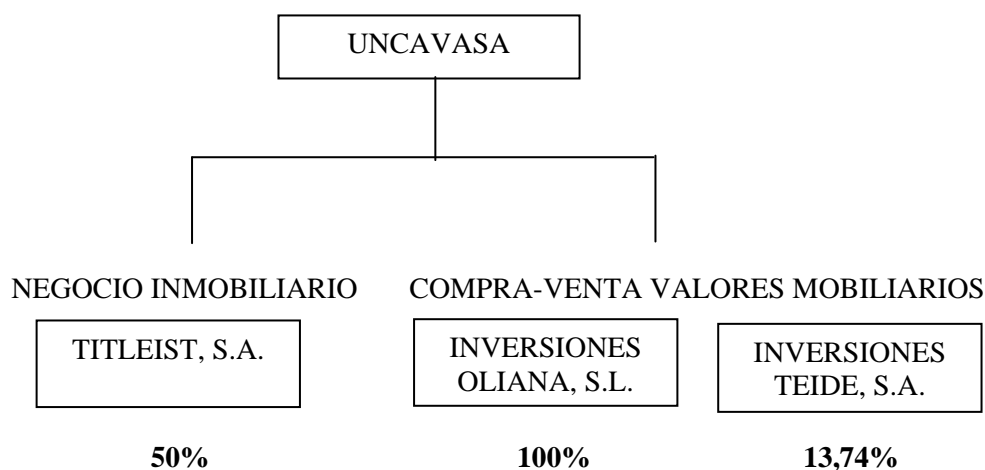 UNCAVASA
NEGOCIO INMOBILIARIO
COMPRA-VENTA VALORES MOBILIARIOS
TITLEIST, S.A.
INVERSIONES
OLIANA, S.L.
INVERSIONES
TEIDE, S.A.
50%
100%
13,74%